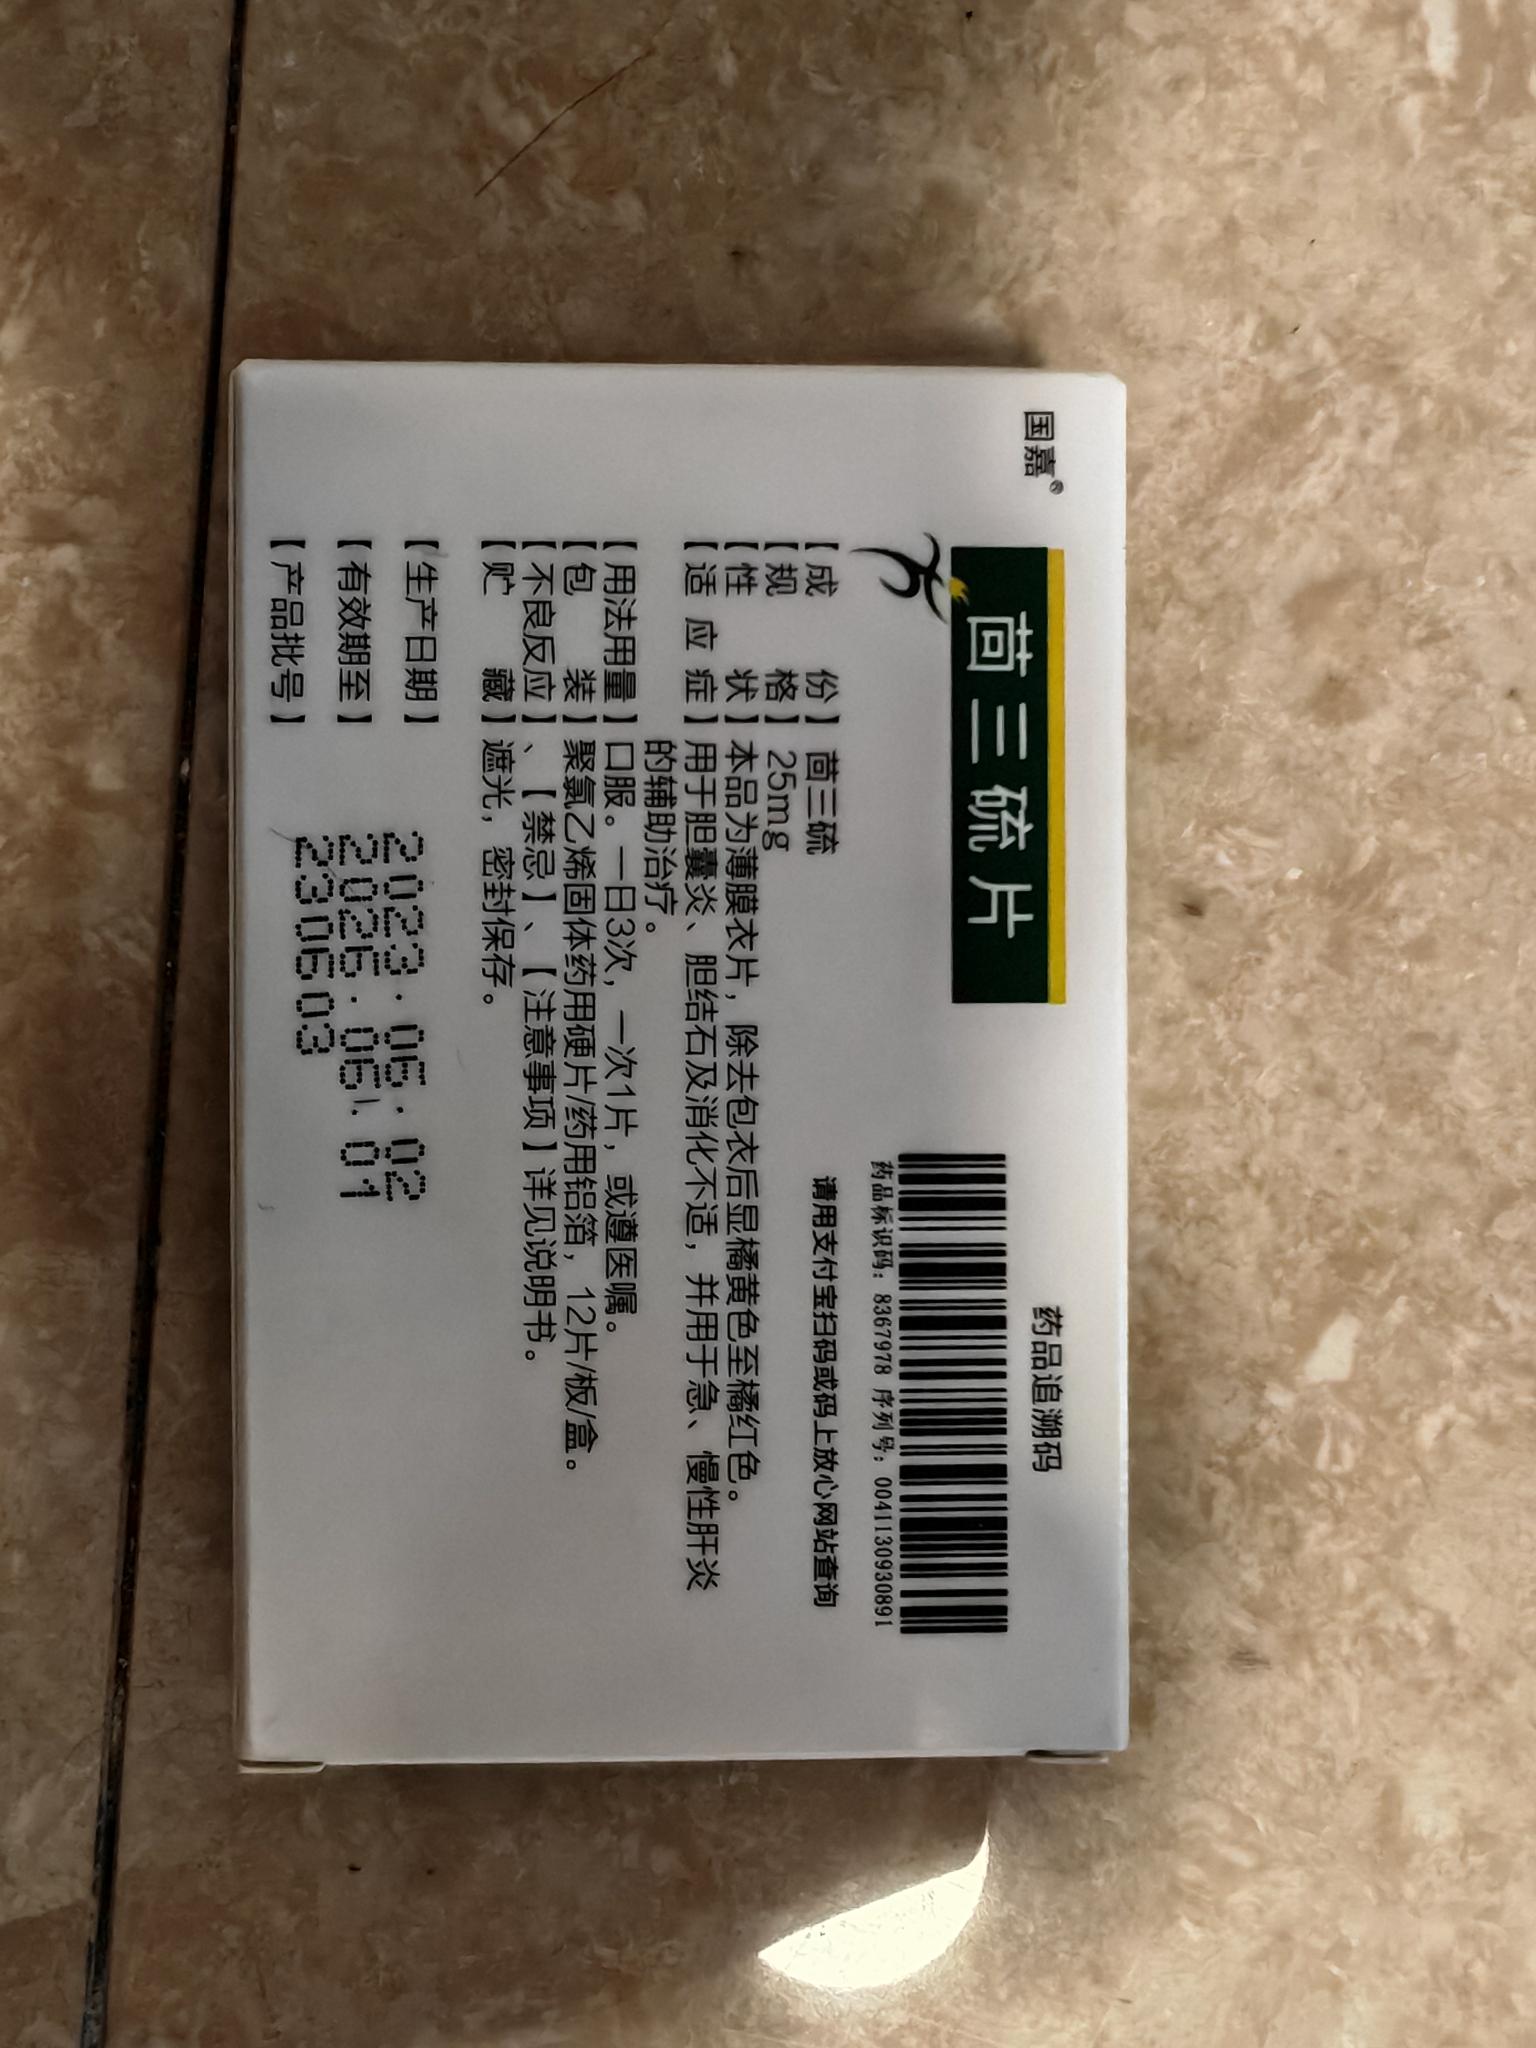 国嘉®
茴三硫片
药品追溯码
药品标识码：8367978 序列号：0041130930891
请用支付宝扫码或码上放心网站查询
【成份】茴三硫
【规格】25mg
【性状】本品为薄膜衣片，除去包衣后显橘黄色至橘红色。
【适应症】用于胆囊炎、胆结石及消化不适，并用于急、慢性肝炎
的辅助治疗。
【用法用量】口服。一日3次，一次1片，或遵医嘱。
【包装】聚氯乙烯固体药用硬片/药用铝箔，12片/板/盒。
【不良反应】、【禁忌】、【注意事项】详见说明书。
【贮藏】遮光，密封保存。
【生产日期】2023.06.02
【有效期至】2026.06.01
【产品批号】2306603